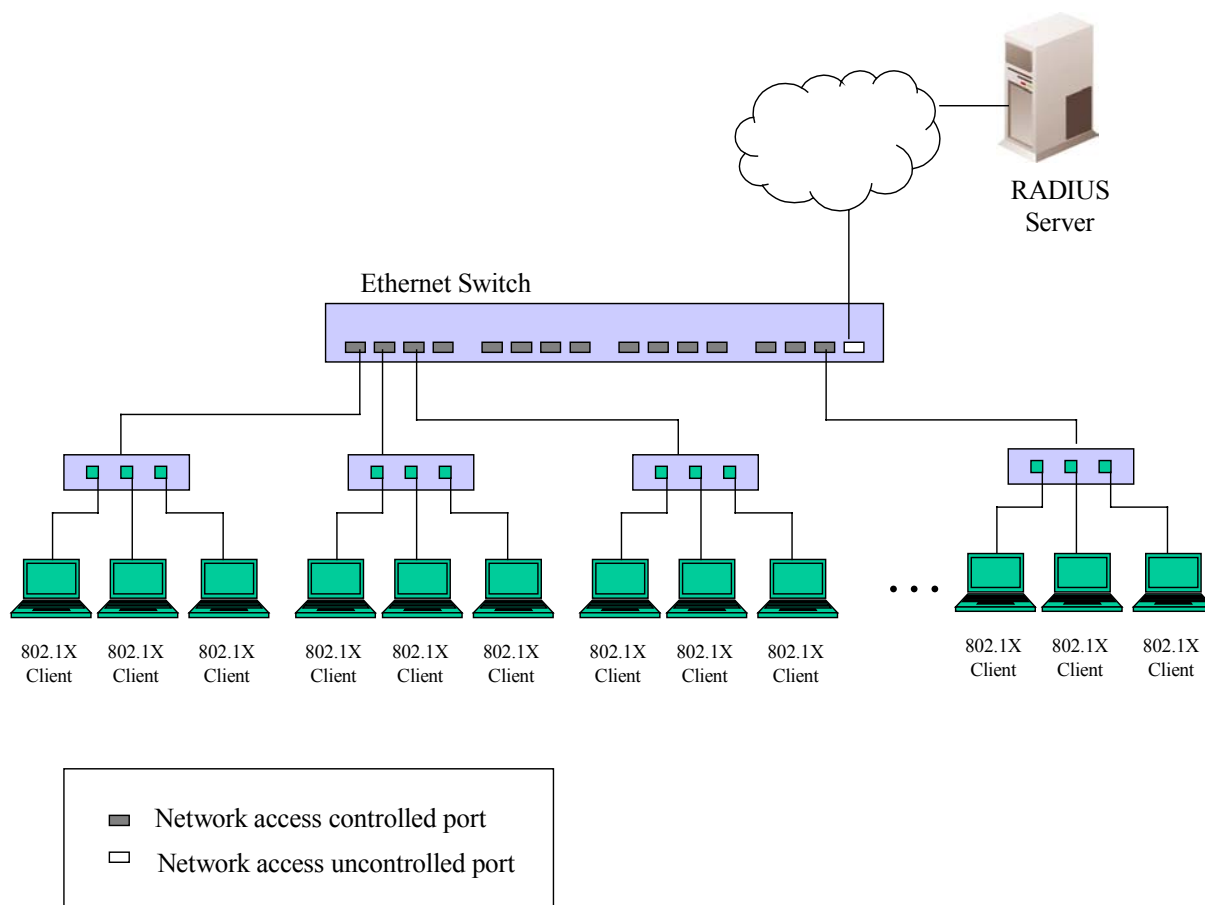 RADIUS
Server
Ethernet Switch
802.1X
Client
802.1X
Client
802.1X
Client
802.1X
Client
802.1X
Client
802.1X
Client
802.1X
Client
802.1X
Client
802.1X
Client
802.1X
Client
802.1X
Client
802.1X
Client
Network access controlled port
Network access uncontrolled port